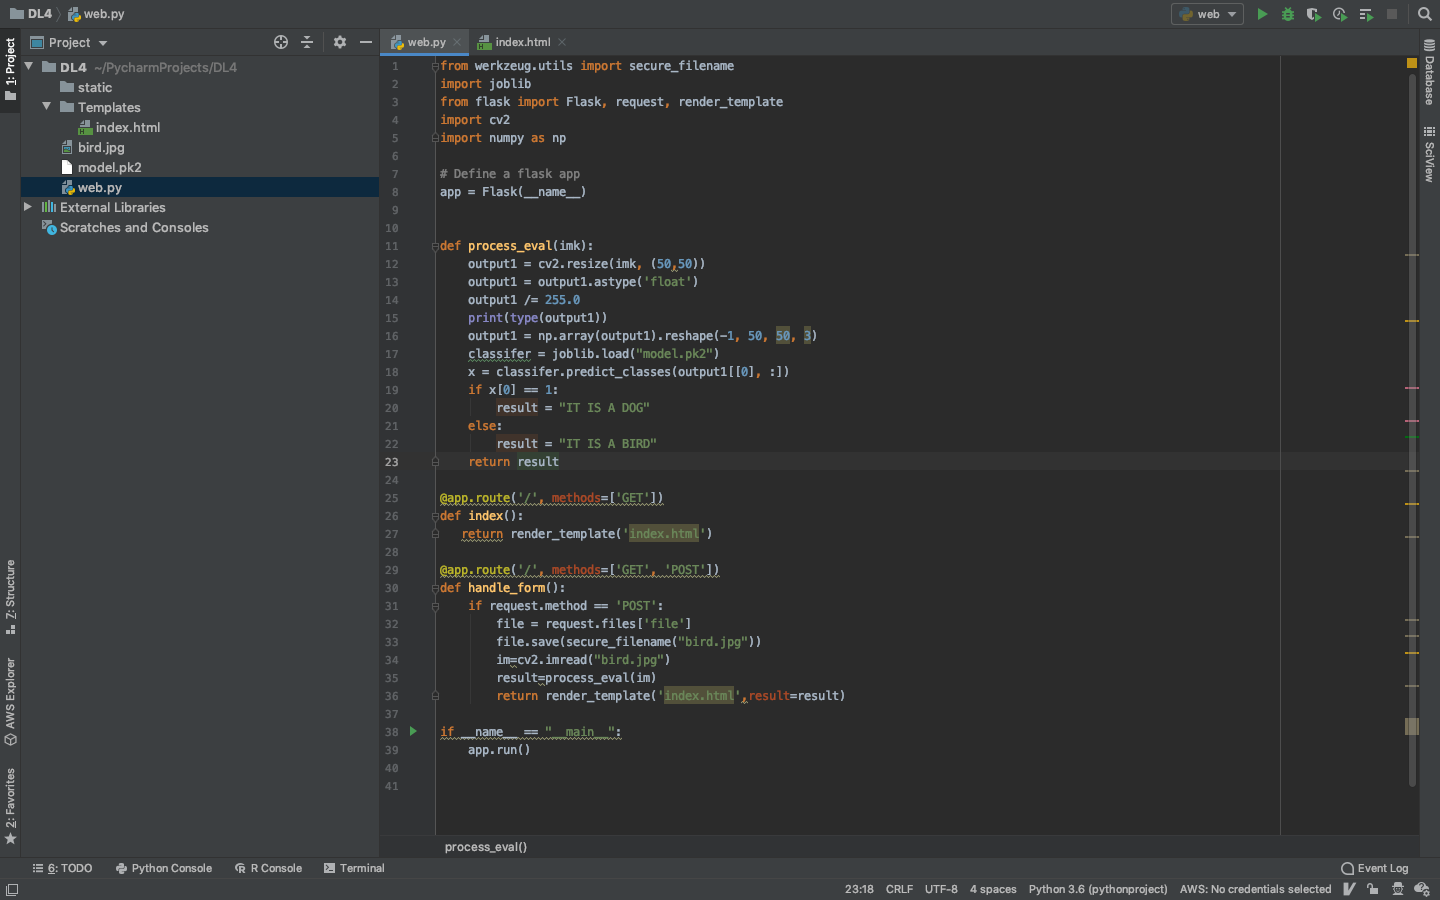 DL4 web.py
web
Project
web.py
index.html
1: Project
DL4 ~/PycharmProjects/DL4
static
Templates
index.html
bird.jpg
model.pk2
web.py
External Libraries
Scratches and Consoles
1 from werkzeug.utils import secure_filename
2 import joblib
3 from flask import Flask, request, render_template
4 import cv2
5 import numpy as np
6
7 # Define a flask app
8 app = Flask(__name__)
9
10
11 def process_eval(imk):
12     output1 = cv2.resize(imk, (50,50))
13     output1 = output1.astype('float')
14     output1 /= 255.0
15     print(type(output1))
16     output1 = np.array(output1).reshape(-1, 50, 50, 3)
17     classifer = joblib.load("model.pk2")
18     x = classifer.predict_classes(output1[[0], :])
19     if x[0] == 1:
20         result = "IT IS A DOG"
21     else:
22         result = "IT IS A BIRD"
23     return result
24
25 @app.route('/', methods=['GET'])
26 def index():
27    return render_template('index.html')
28
29 @app.route('/', methods=['GET', 'POST'])
30 def handle_form():
31     if request.method == 'POST':
32         file = request.files['file']
33         file.save(secure_filename("bird.jpg"))
34         im=cv2.imread("bird.jpg")
35         result=process_eval(im)
36         return render_template('index.html',result=result)
37
38 if __name__ == "__main__":
39     app.run()
40
41
Database
SciView
Z: Structure
AWS Explorer
2: Favorites
process_eval()
6: TODO
Python Console
R Console
Terminal
Event Log
23:18 CRLF UTF-8 4 spaces Python 3.6 (pythonproject) AWS: No credentials selected